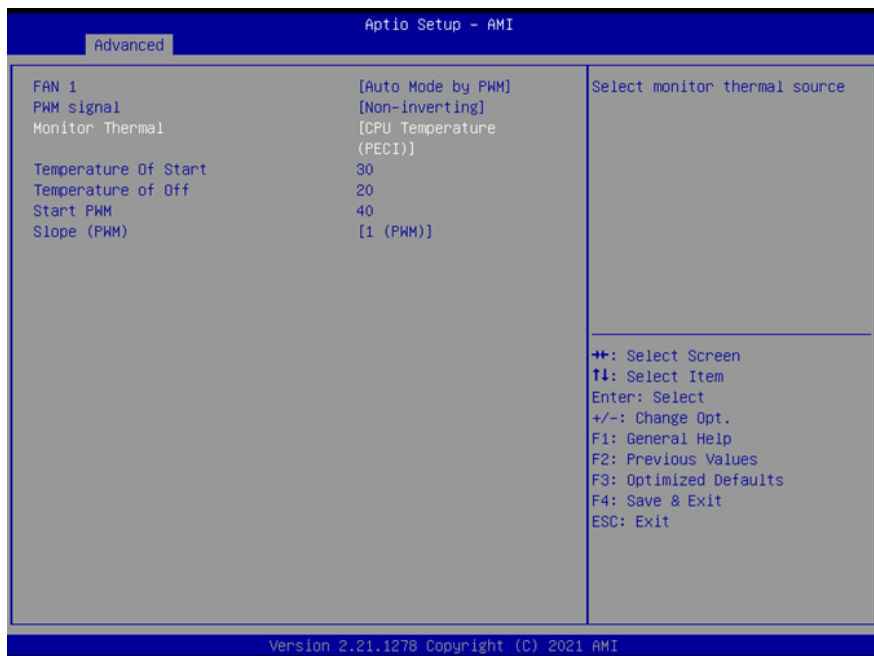 Aptio Setup – AMI
Advanced
FAN 1 [Auto Mode by PWM]
PWM signal [Non-inverting]
Monitor Thermal [CPU Temperature
(PECI)]
Temperature Of Start 30
Temperature of Off 20
Start PWM 40
Slope (PWM) [1 (PWM)]
Select monitor thermal source
→←: Select Screen
↑↓: Select Item
Enter: Select
+/-: Change Opt.
F1: General Help
F2: Previous Values
F3: Optimized Defaults
F4: Save & Exit
ESC: Exit
Version 2.21.1278 Copyright (C) 2021 AMI